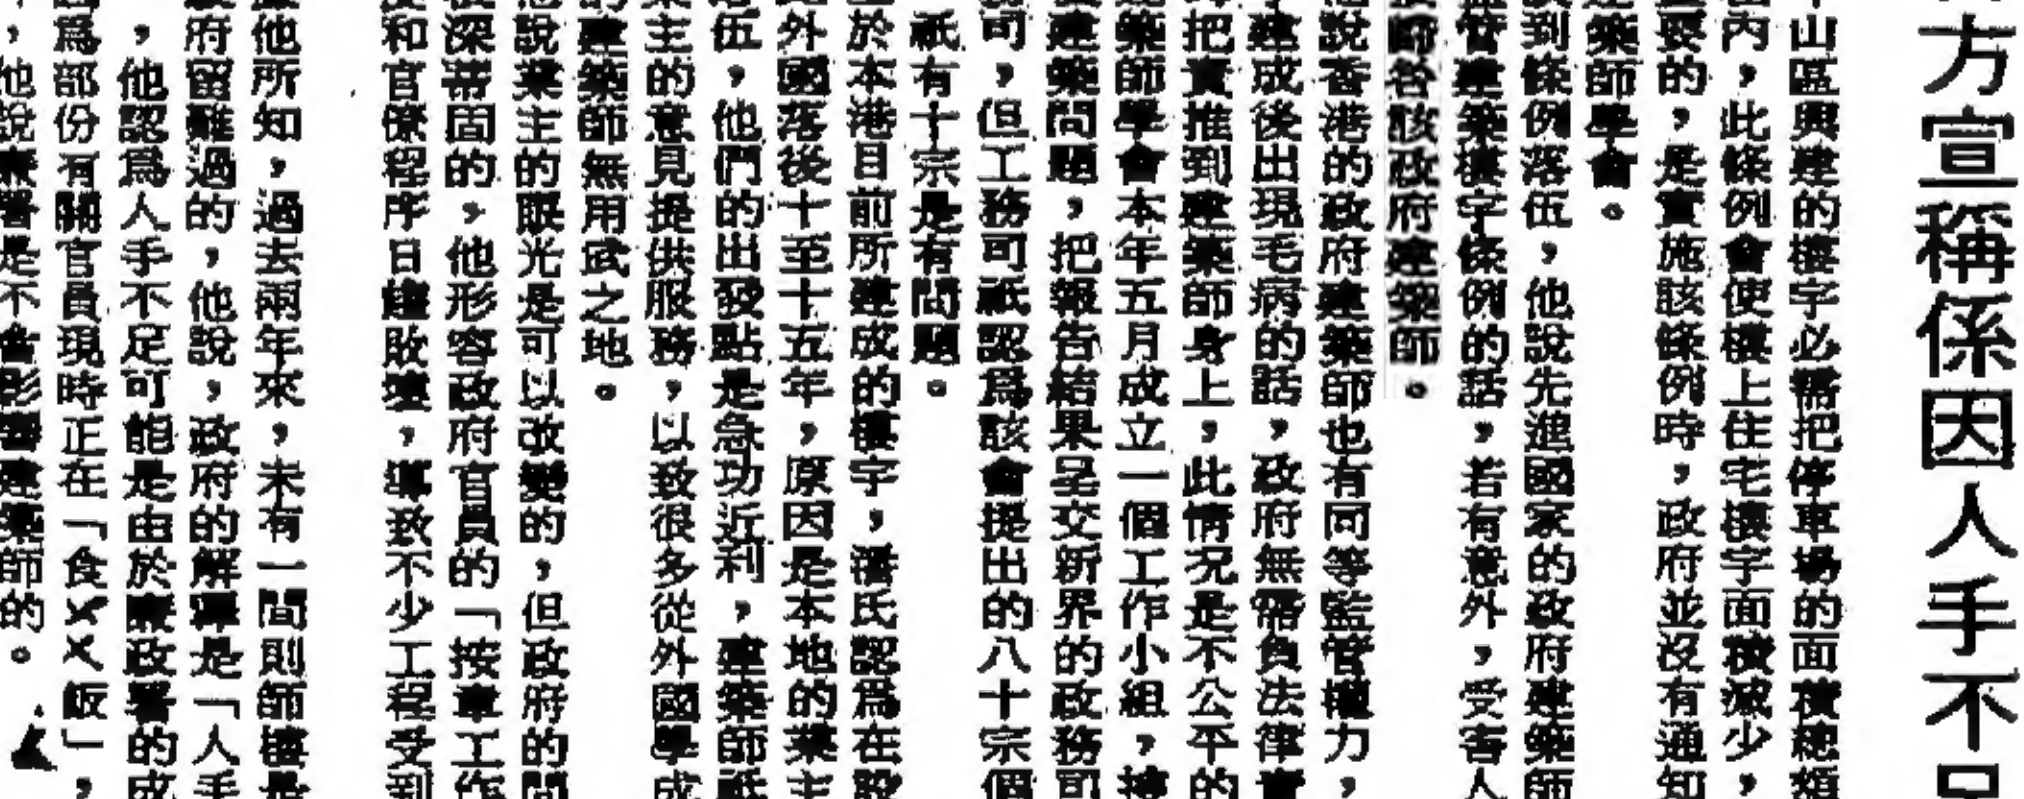 方宣稱係因人手不
山區興建的樓宇必需把停車場的面積總類
內，此條例會使樓上住宅樓宇面積減少，
要的，是實施該條例時，政府並沒有通知
建築師學會。
談到條例落伍，他說先進國家的政府建築師
監管建築樓宇條例的話，若有意外，受害人
師咎該政府建築師。
他說香港的政府建築師也有同等監管權力，
建成後出現毛病的話，政府無需負法律責
把責推到建築師身上，此情況是不公平的
築師學會本年五月成立一個工作小組，據
建築問題，把報告結果呈交新界的政務司
司，但工務司祇認為該會提出的八十宗個
祇有十宗是有問題。
於本港目前所建成的樓宇，潘氏認為在設
外國落後十至十五年，原因是本地的業主
伍，他們的出發點是急功近利，建築師祇
業主的意見提供服務，以致很多從外國學成
的建築師無用武之地。
他說業主的眼光是可以改變的，但政府的問
深蒂固的，他形容政府官員的「按章工作
和官僚程序日趨敗壞，導致不少工程受到
他所知，過去兩年來，未有一間則師樓是
府留難過的，他說，政府的解釋是「人手
，他認為人手不足可能是由於廉政署的成
為部份有關官員現時正在「食××飯」，
，他說廉署是不會影響建築師的。